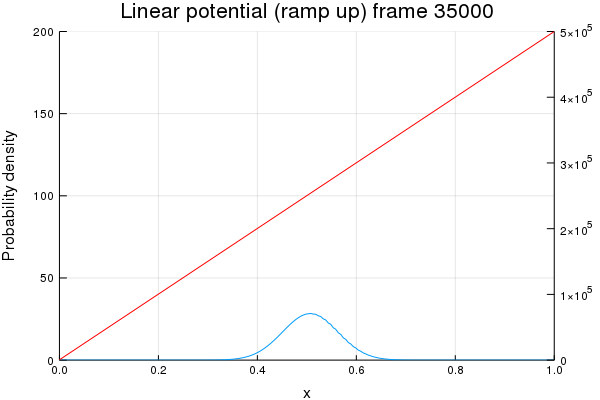 Linear potential (ramp up) frame 35000
Probability density
200
150
100
50
0
5×10⁵
4×10⁵
3×10⁵
2×10⁵
1×10⁵
0
0.0 0.2 0.4 0.6 0.8 1.0
x